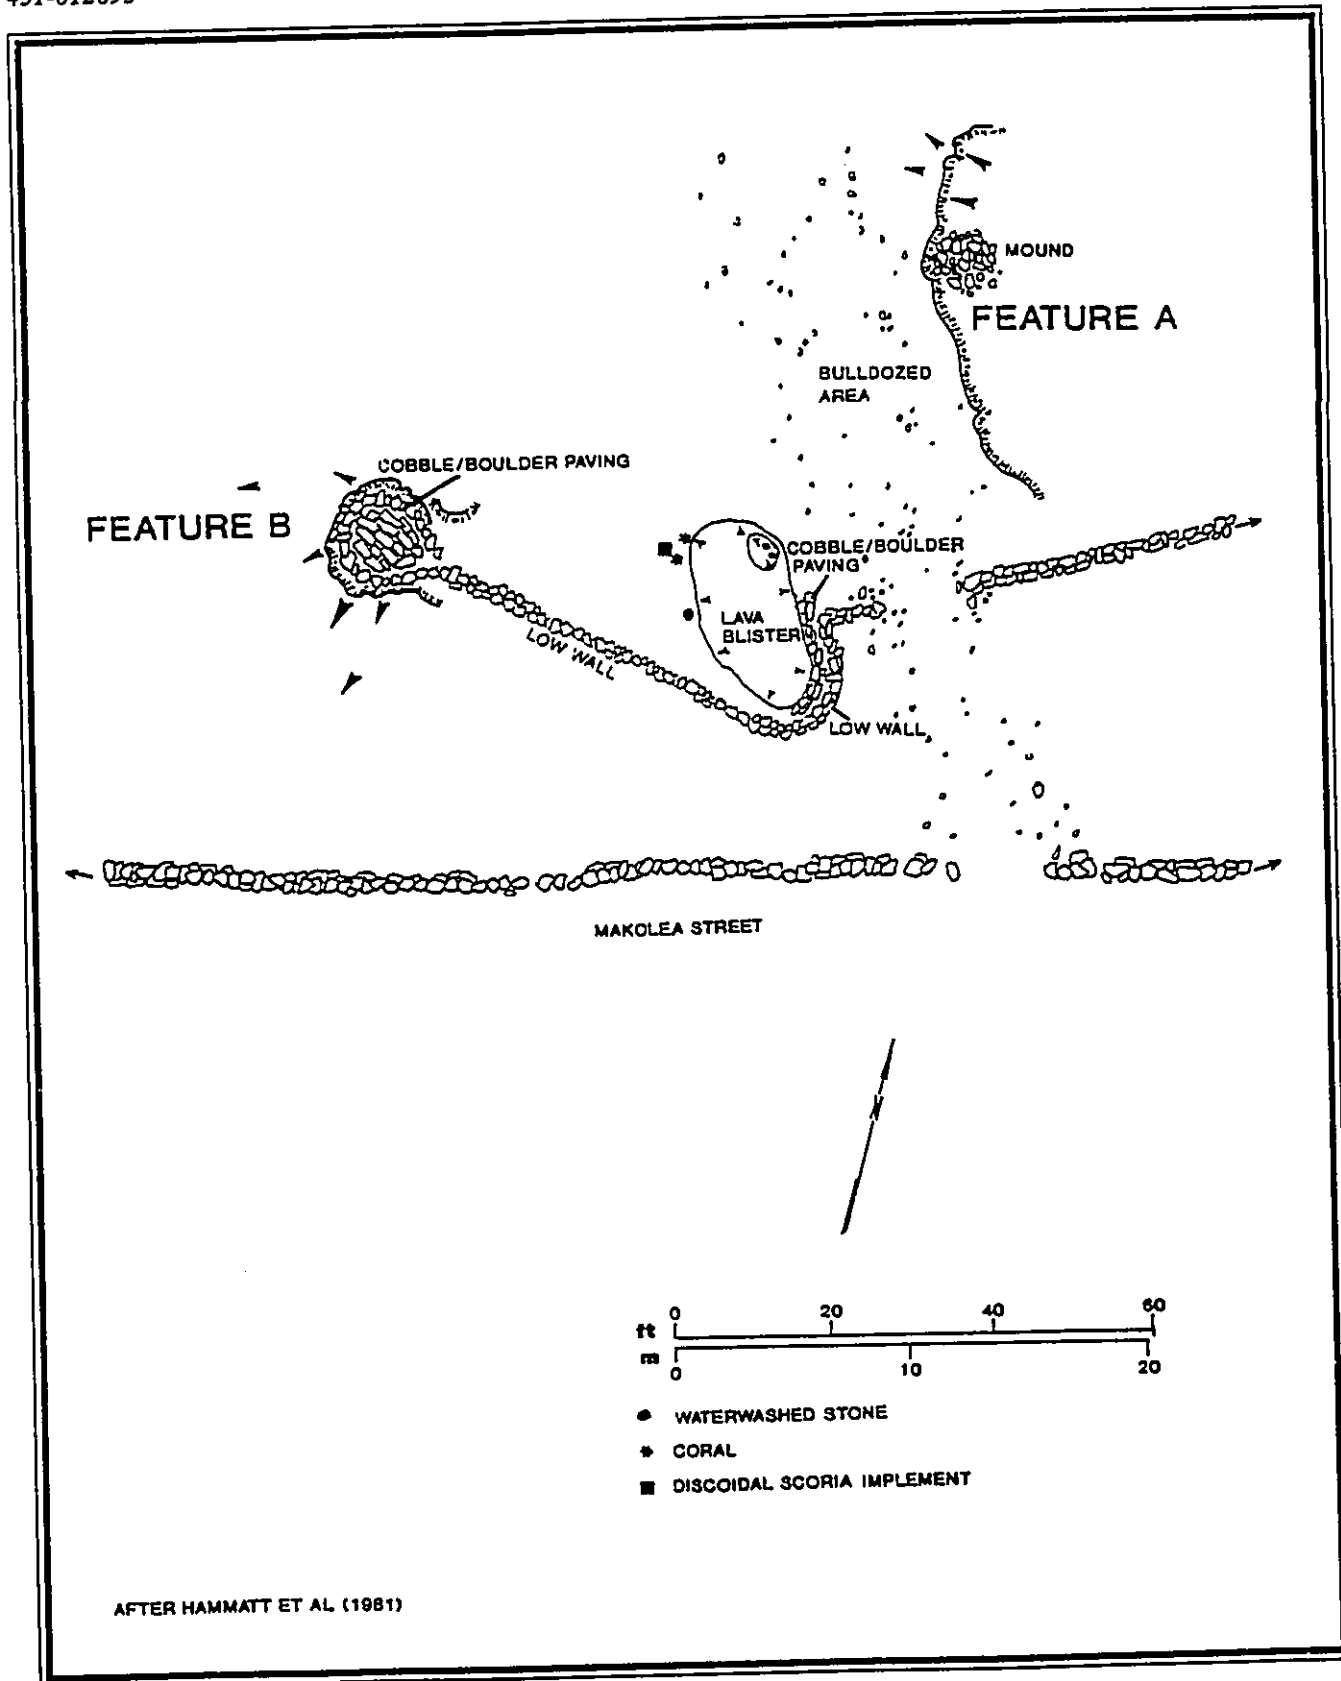 MOUND
FEATURE A
BULLDOZED
AREA
COBBLE/BOULDER PAVING
FEATURE B
COBBLE/BOULDER
PAVING
LAVA
BLISTER
LOW WALL
LOW WALL
MAKOLEA STREET
0 20 40 60
ft
m
0 10 20
WATERWASHED STONE
CORAL
DISCOIDAL SCORIA IMPLEMENT
AFTER HAMMATT ET AL. (1981)